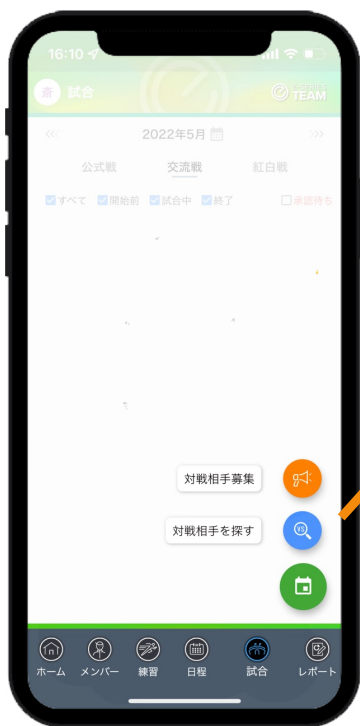 16:10
斎 試合
TEAM
2022年5月
公式戦 交流戦 紅白戦
すべて 開始前 試合中 終了 承認待ち
対戦相手募集
対戦相手を探す
VS
ホーム メンバー 練習 日程 試合 レポート